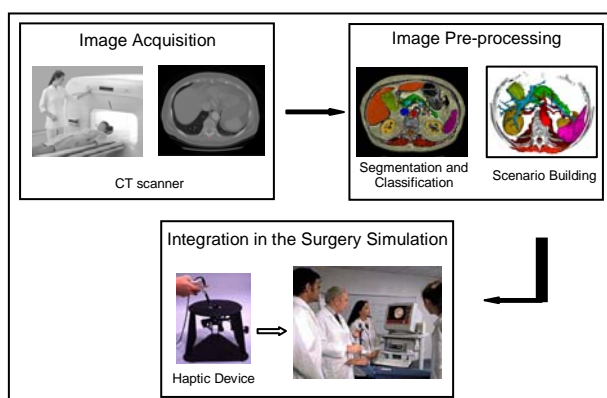 Image Acquisition
CT scanner
Image Pre-processing
Segmentation and
Classification
Scenario Building
Integration in the Surgery Simulation
Haptic Device